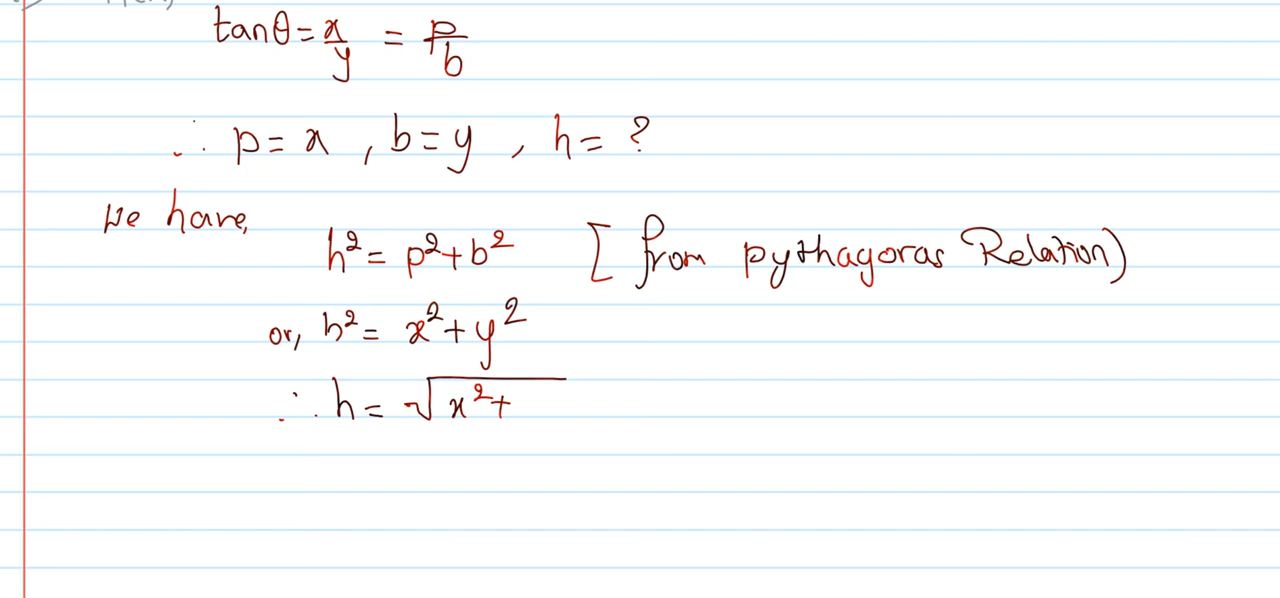 tanθ = x/y = p/b
∴ p = x , b = y , h = ?
We have,
h² = p² + b² [from pythagoras Relation)
or, h² = x² + y²
∴ h = √x² +